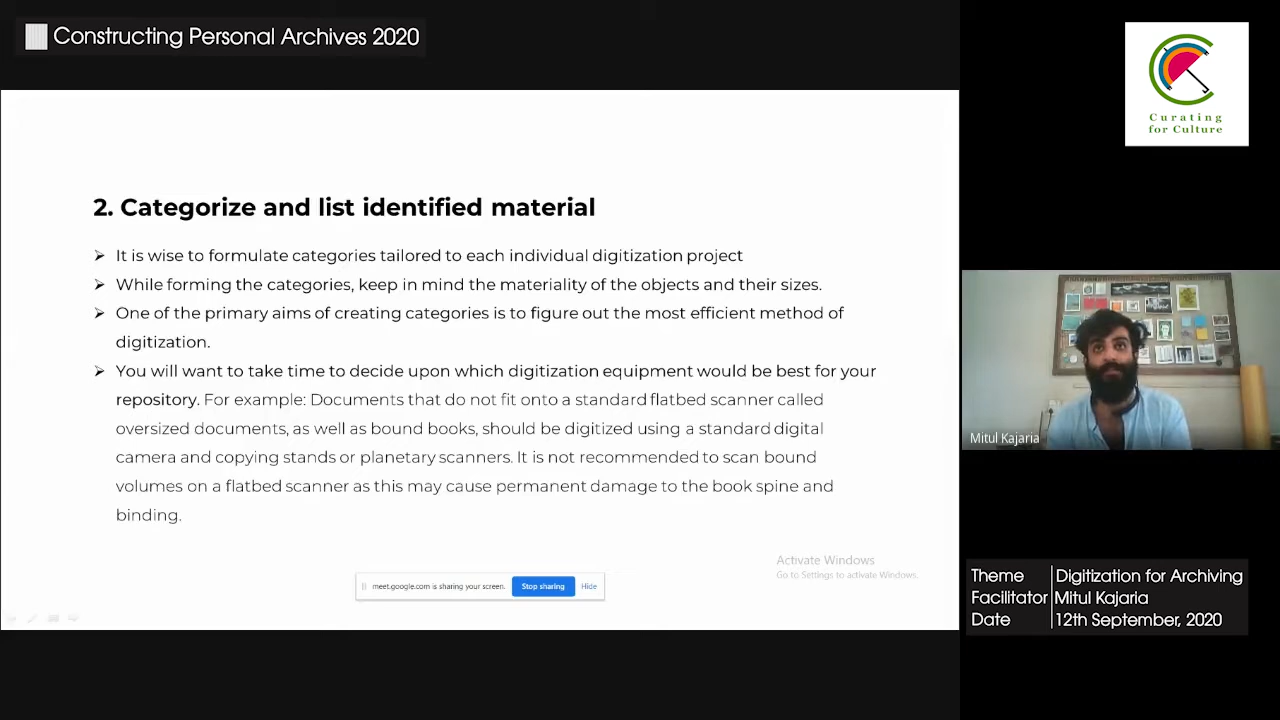 Constructing Personal Archives 2020
Curating
for Culture
2. Categorize and list identified material
It is wise to formulate categories tailored to each individual digitization project
While forming the categories, keep in mind the materiality of the objects and their sizes.
One of the primary aims of creating categories is to figure out the most efficient method of
digitization.
You will want to take time to decide upon which digitization equipment would be best for your
repository. For example: Documents that do not fit onto a standard flatbed scanner called
oversized documents, as well as bound books, should be digitized using a standard digital
camera and copying stands or planetary scanners. It is not recommended to scan bound
volumes on a flatbed scanner as this may cause permanent damage to the book spine and
binding.
Activate Windows
Go to Settings to activate Windows.
meet.google.com is sharing your screen. Stop sharing Hide
Mitul Kajaria
Theme Digitization for Archiving
Facilitator Mitul Kajaria
Date 12th September, 2020